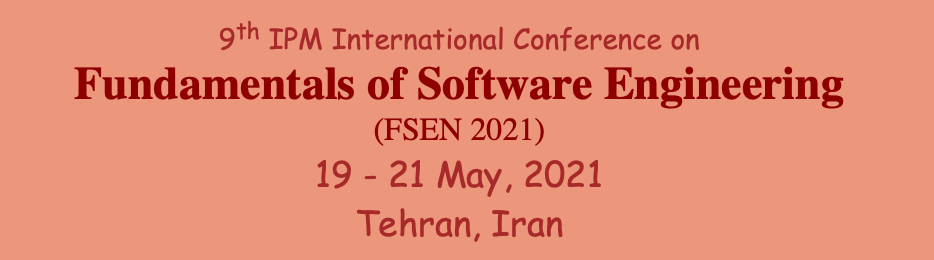 9th IPM International Conference on
Fundamentals of Software Engineering
(FSEN 2021)
19 - 21 May, 2021
Tehran, Iran